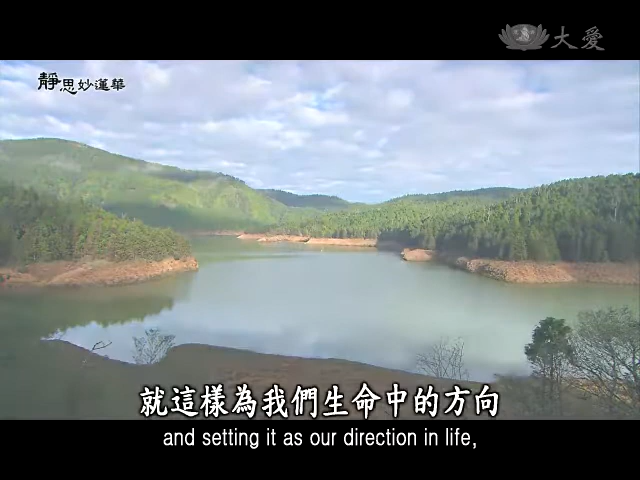 大愛
靜思妙蓮華
就這樣為我們生命中的方向
and setting it as our direction in life,